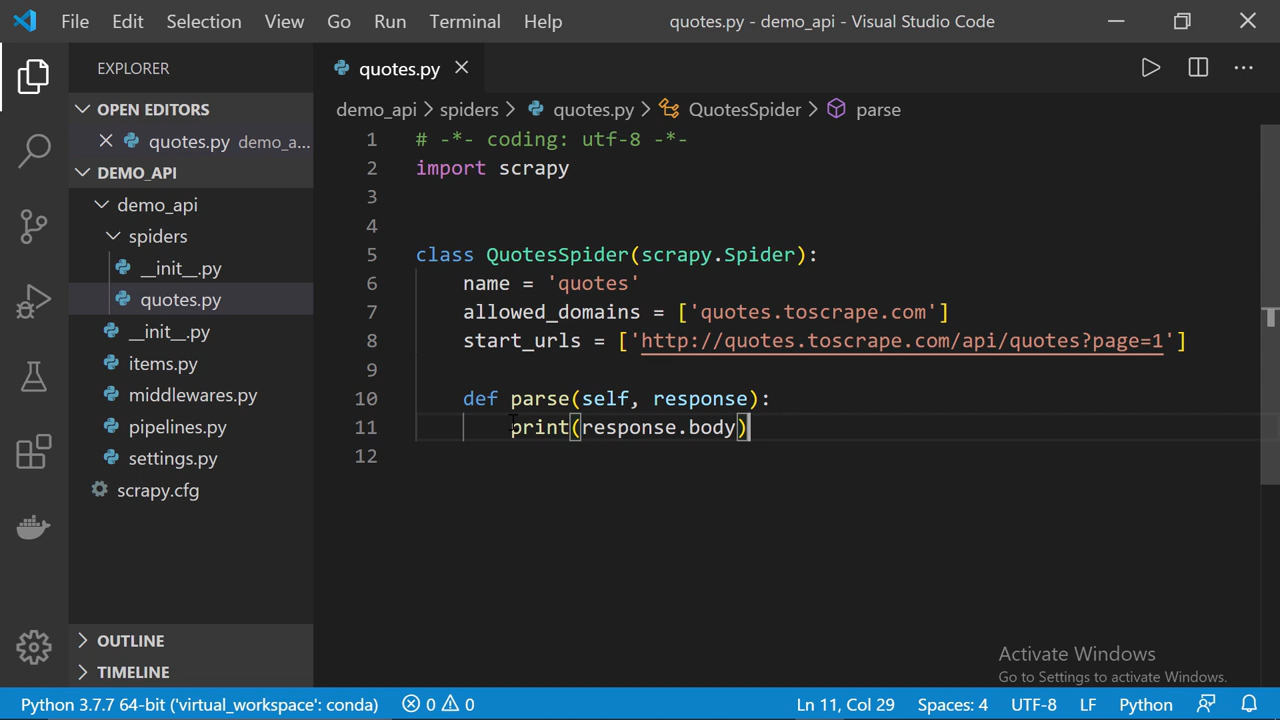 File Edit Selection View Go Run Terminal Help quotes.py - demo_api - Visual Studio Code
EXPLORER
OPEN EDITORS
quotes.py demo_a...
DEMO_API
demo_api
spiders
__init__.py
quotes.py
__init__.py
items.py
middlewares.py
pipelines.py
settings.py
scrapy.cfg
OUTLINE
TIMELINE
quotes.py
demo_api > spiders > quotes.py > QuotesSpider > parse
1 # -*- coding: utf-8 -*-
2 import scrapy
3
4
5 class QuotesSpider(scrapy.Spider):
6 name = 'quotes'
7 allowed_domains = ['quotes.toscrape.com']
8 start_urls = ['http://quotes.toscrape.com/api/quotes?page=1']
9
10 def parse(self, response):
11 print(response.body)
12
Activate Windows
Go to Settings to activate Windows.
Python 3.7.7 64-bit ('virtual_workspace': conda) 0 0 Ln 11, Col 29 Spaces: 4 UTF-8 LF Python